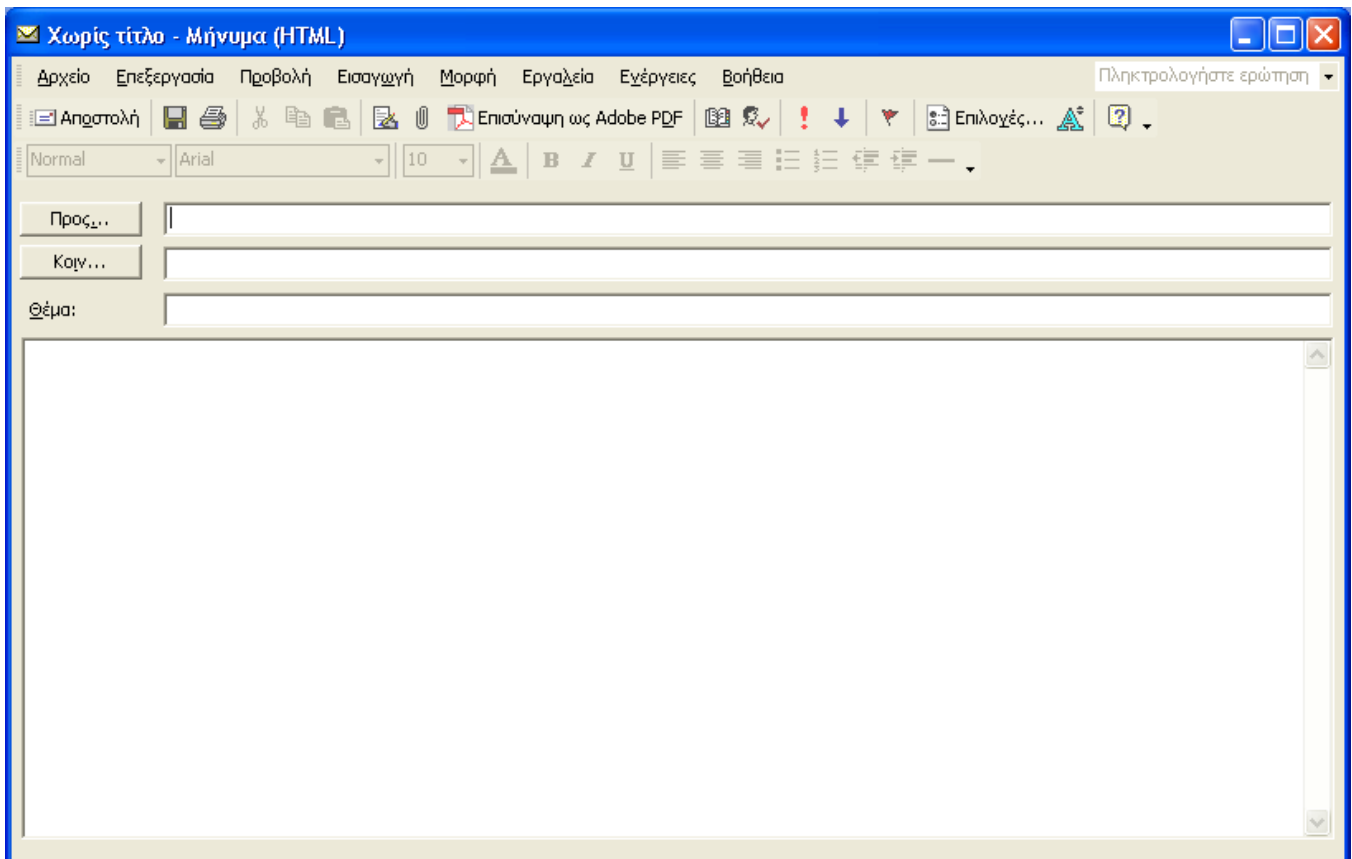 Χωρίς τίτλο - Μήνυμα (HTML)
Αρχείο Επεξεργασία Προβολή Εισαγωγή Μορφή Εργαλεία Ενέργειες Βοήθεια Πληκτρολογήστε ερώτηση
Αποστολή Επισύναψη ως Adobe PDF Επιλογές...
Normal Arial 10 A B I U
Προς...
Κοιν...
Θέμα: